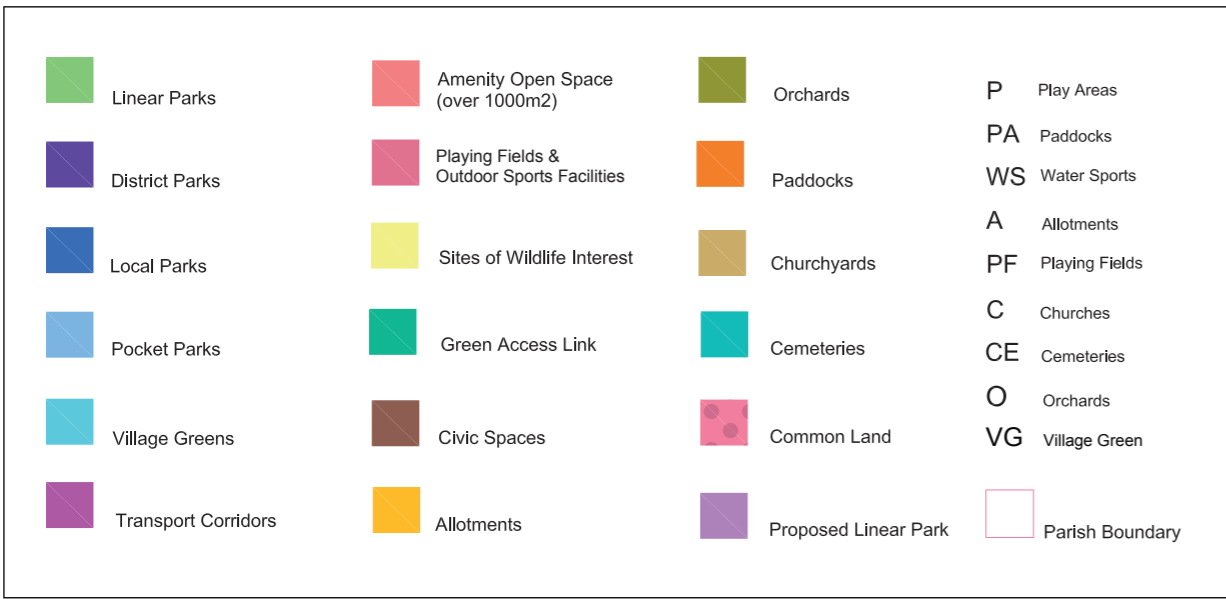 Linear Parks
District Parks
Local Parks
Pocket Parks
Village Greens
Transport Corridors
Amenity Open Space
(over 1000m2)
Playing Fields &
Outdoor Sports Facilities
Sites of Wildlife Interest
Green Access Link
Civic Spaces
Allotments
Orchards
Paddocks
Churchyards
Cemeteries
Common Land
Proposed Linear Park
P Play Areas
PA Paddocks
WS Water Sports
A Allotments
PF Playing Fields
C Churches
CE Cemeteries
O Orchards
VG Village Green
Parish Boundary